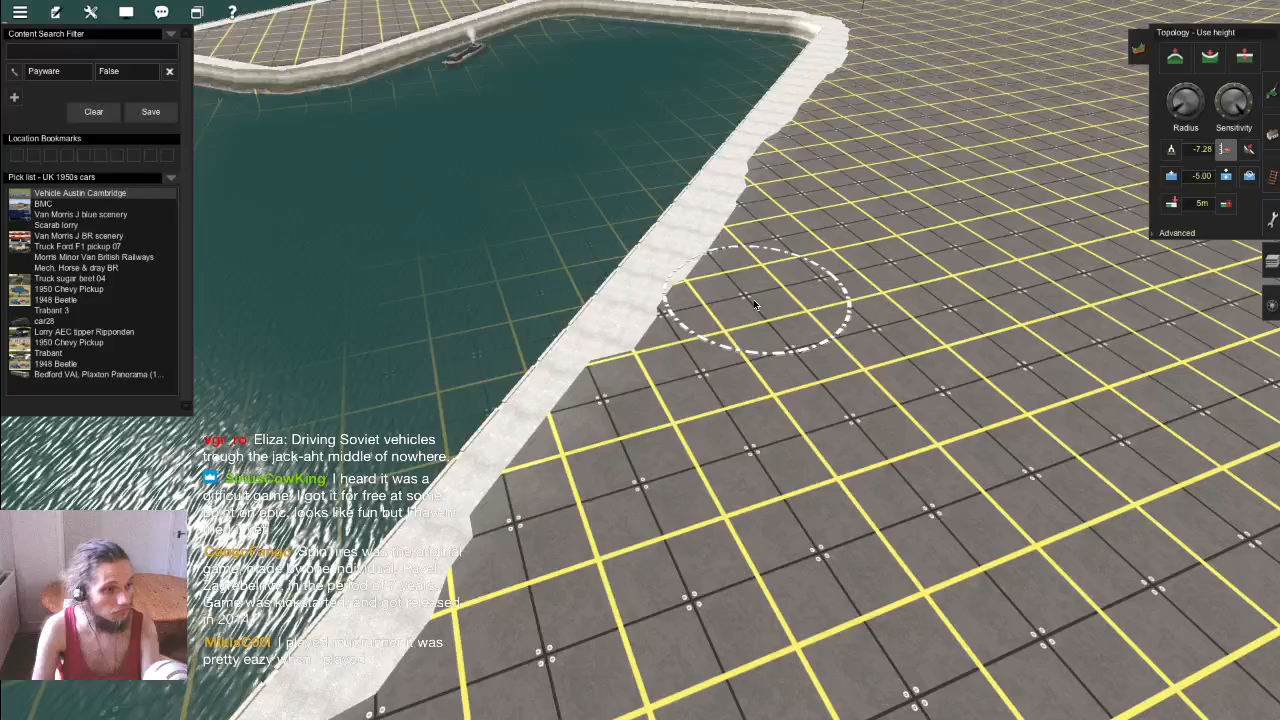 ?
Content Search Filter
Payware
False
Clear
Save
Location Bookmarks
Pick list - UK 1950s cars
Vehicle Austin Cambridge
BMC
Van Morris J blue scenery
Scarab lorry
Van Morris J BR scenery
Truck Ford F1 pickup 07
Morris Minor Van British Railways
Mech. Horse & dray BR
Truck sugar beet 04
1950 Chevy Pickup
1948 Beetle
Trabant 3
car28
Lorry AEC tipper Ripponden
1950 Chevy Pickup
Trabant
1948 Beetle
Bedford VAL Plaxton Panorama (1...
Topology - Use height
Radius
Sensitivity
-7.28
-5.00
5m
Advanced
vgr_ro Eliza: Driving Soviet vehicles
trough the jack-aht middle of nowhere.
SiriusCowKing I heard it was a
difficult game. I got it for free at some
point on epic. looks like fun but I haven't
Spintires was the original
game, made by one individual, Pavel
in the period of 7 years.
Game was kickstarted, and got released
in 2014.
I played mudrunner it was
pretty eazy when I played